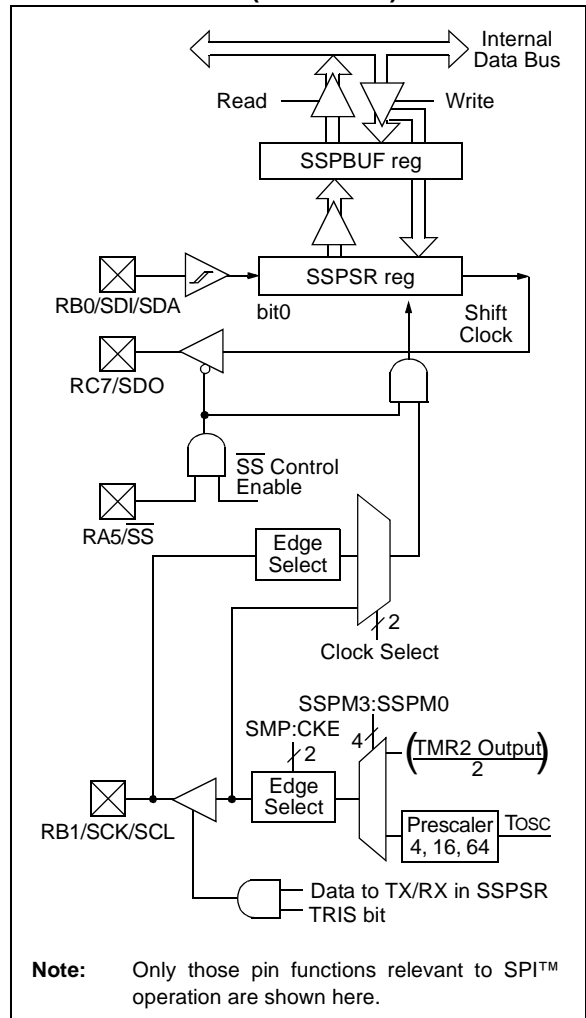 Internal
Data Bus
Read
Write
SSPBUF reg
SSPSR reg
RB0/SDI/SDA
bit0
Shift
Clock
RC7/SDO
SS Control
Enable
RA5/SS
Edge
Select
2
Clock Select
SSPM3:SSPM0
SMP:CKE
4
2
(TMR2 Output
2)
Edge
Select
RB1/SCK/SCL
Prescaler
4, 16, 64
TOSC
Data to TX/RX in SSPSR
TRIS bit
Note: Only those pin functions relevant to SPI™
operation are shown here.